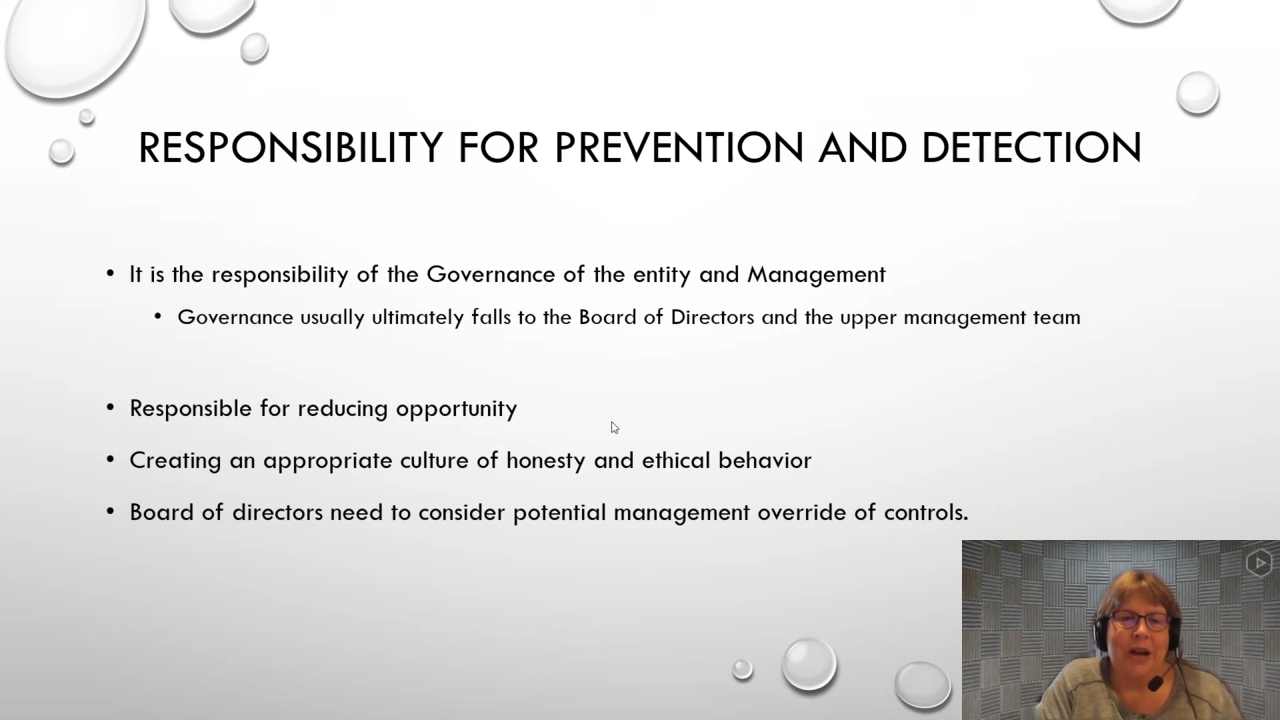 RESPONSIBILITY FOR PREVENTION AND DETECTION
• It is the responsibility of the Governance of the entity and Management
• Governance usually ultimately falls to the Board of Directors and the upper management team
• Responsible for reducing opportunity
• Creating an appropriate culture of honesty and ethical behavior
• Board of directors need to consider potential management override of controls.